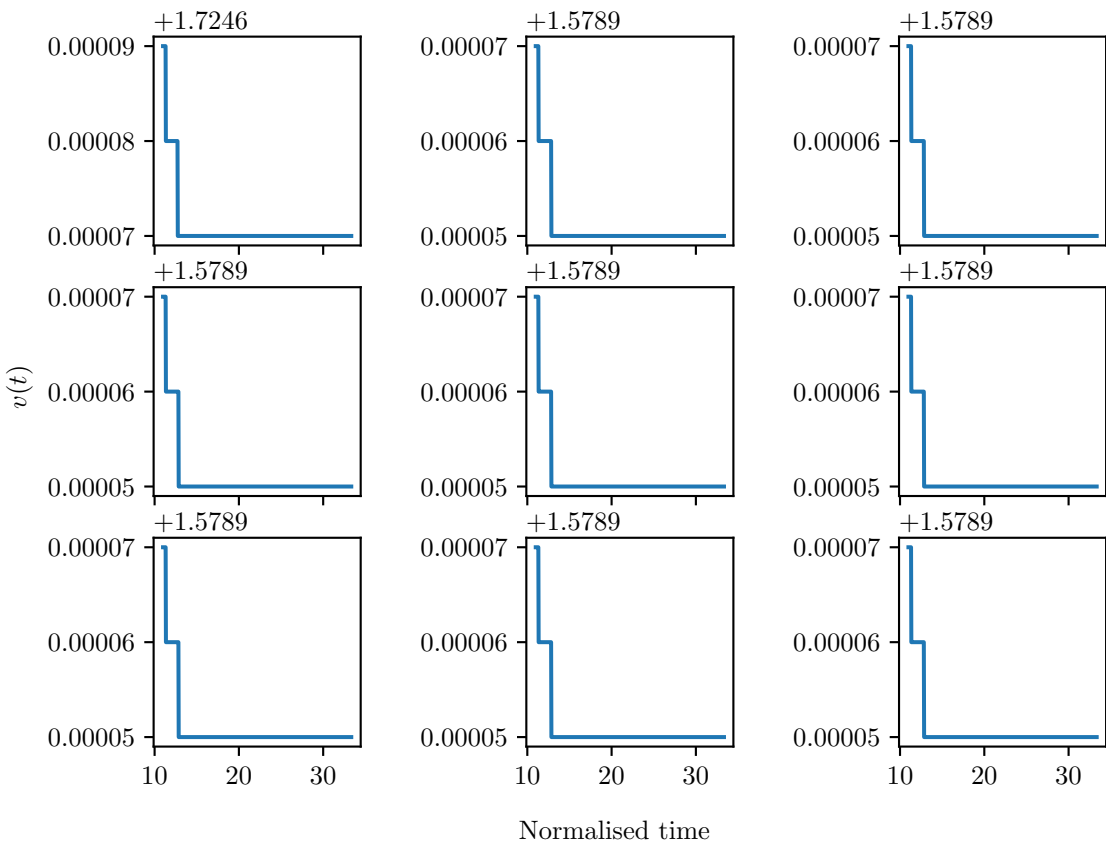 +1.7246 +1.5789 +1.5789
0.00009 0.00007 0.00007
0.00008 0.00006 0.00006
0.00007 0.00005 0.00005
+1.5789 +1.5789 +1.5789
0.00007 0.00007 0.00007
v(t)
0.00006 0.00006 0.00006
0.00005 0.00005 0.00005
+1.5789 +1.5789 +1.5789
0.00007 0.00007 0.00007
0.00006 0.00006 0.00006
0.00005 0.00005 0.00005
10 20 30 10 20 30 10 20 30
Normalised time